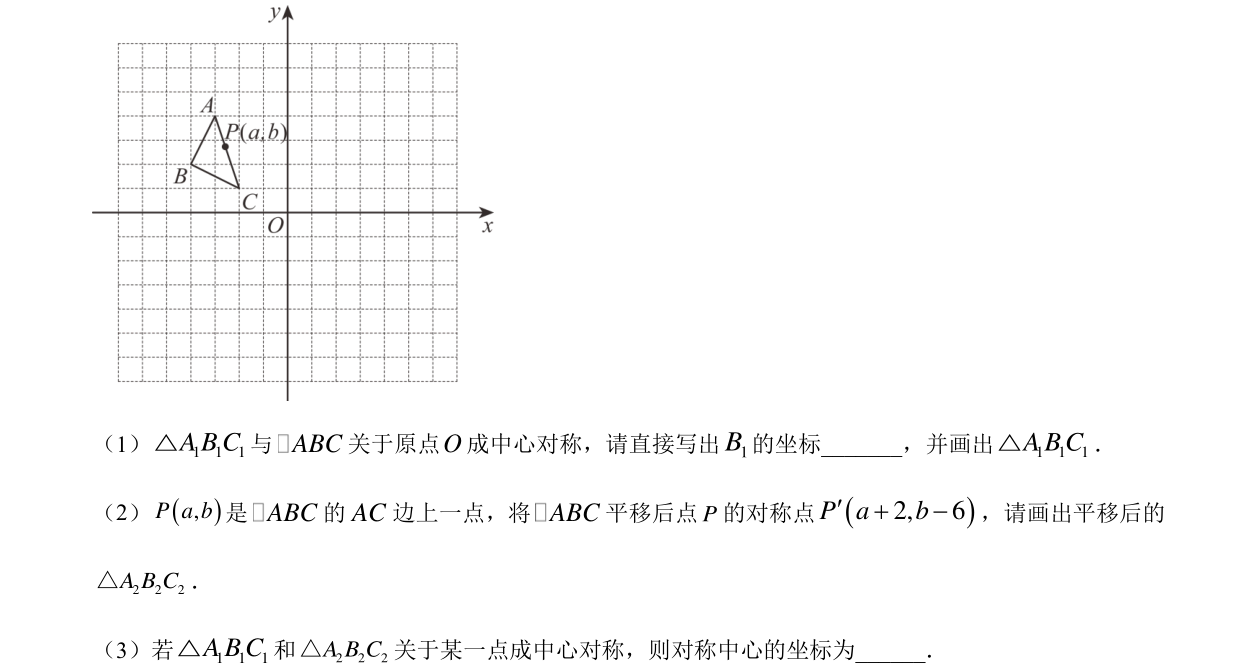 y
A
P(a,b)
B
C
O
x
（1）△A₁B₁C₁与□ABC关于原点O成中心对称，请直接写出B₁的坐标_______，并画出△A₁B₁C₁．
（2）P(a,b)是□ABC的AC边上一点，将□ABC平移后点P的对称点P′(a+2,b−6)，请画出平移后的
△A₂B₂C₂．
（3）若△A₁B₁C₁和△A₂B₂C₂关于某一点成中心对称，则对称中心的坐标为______．